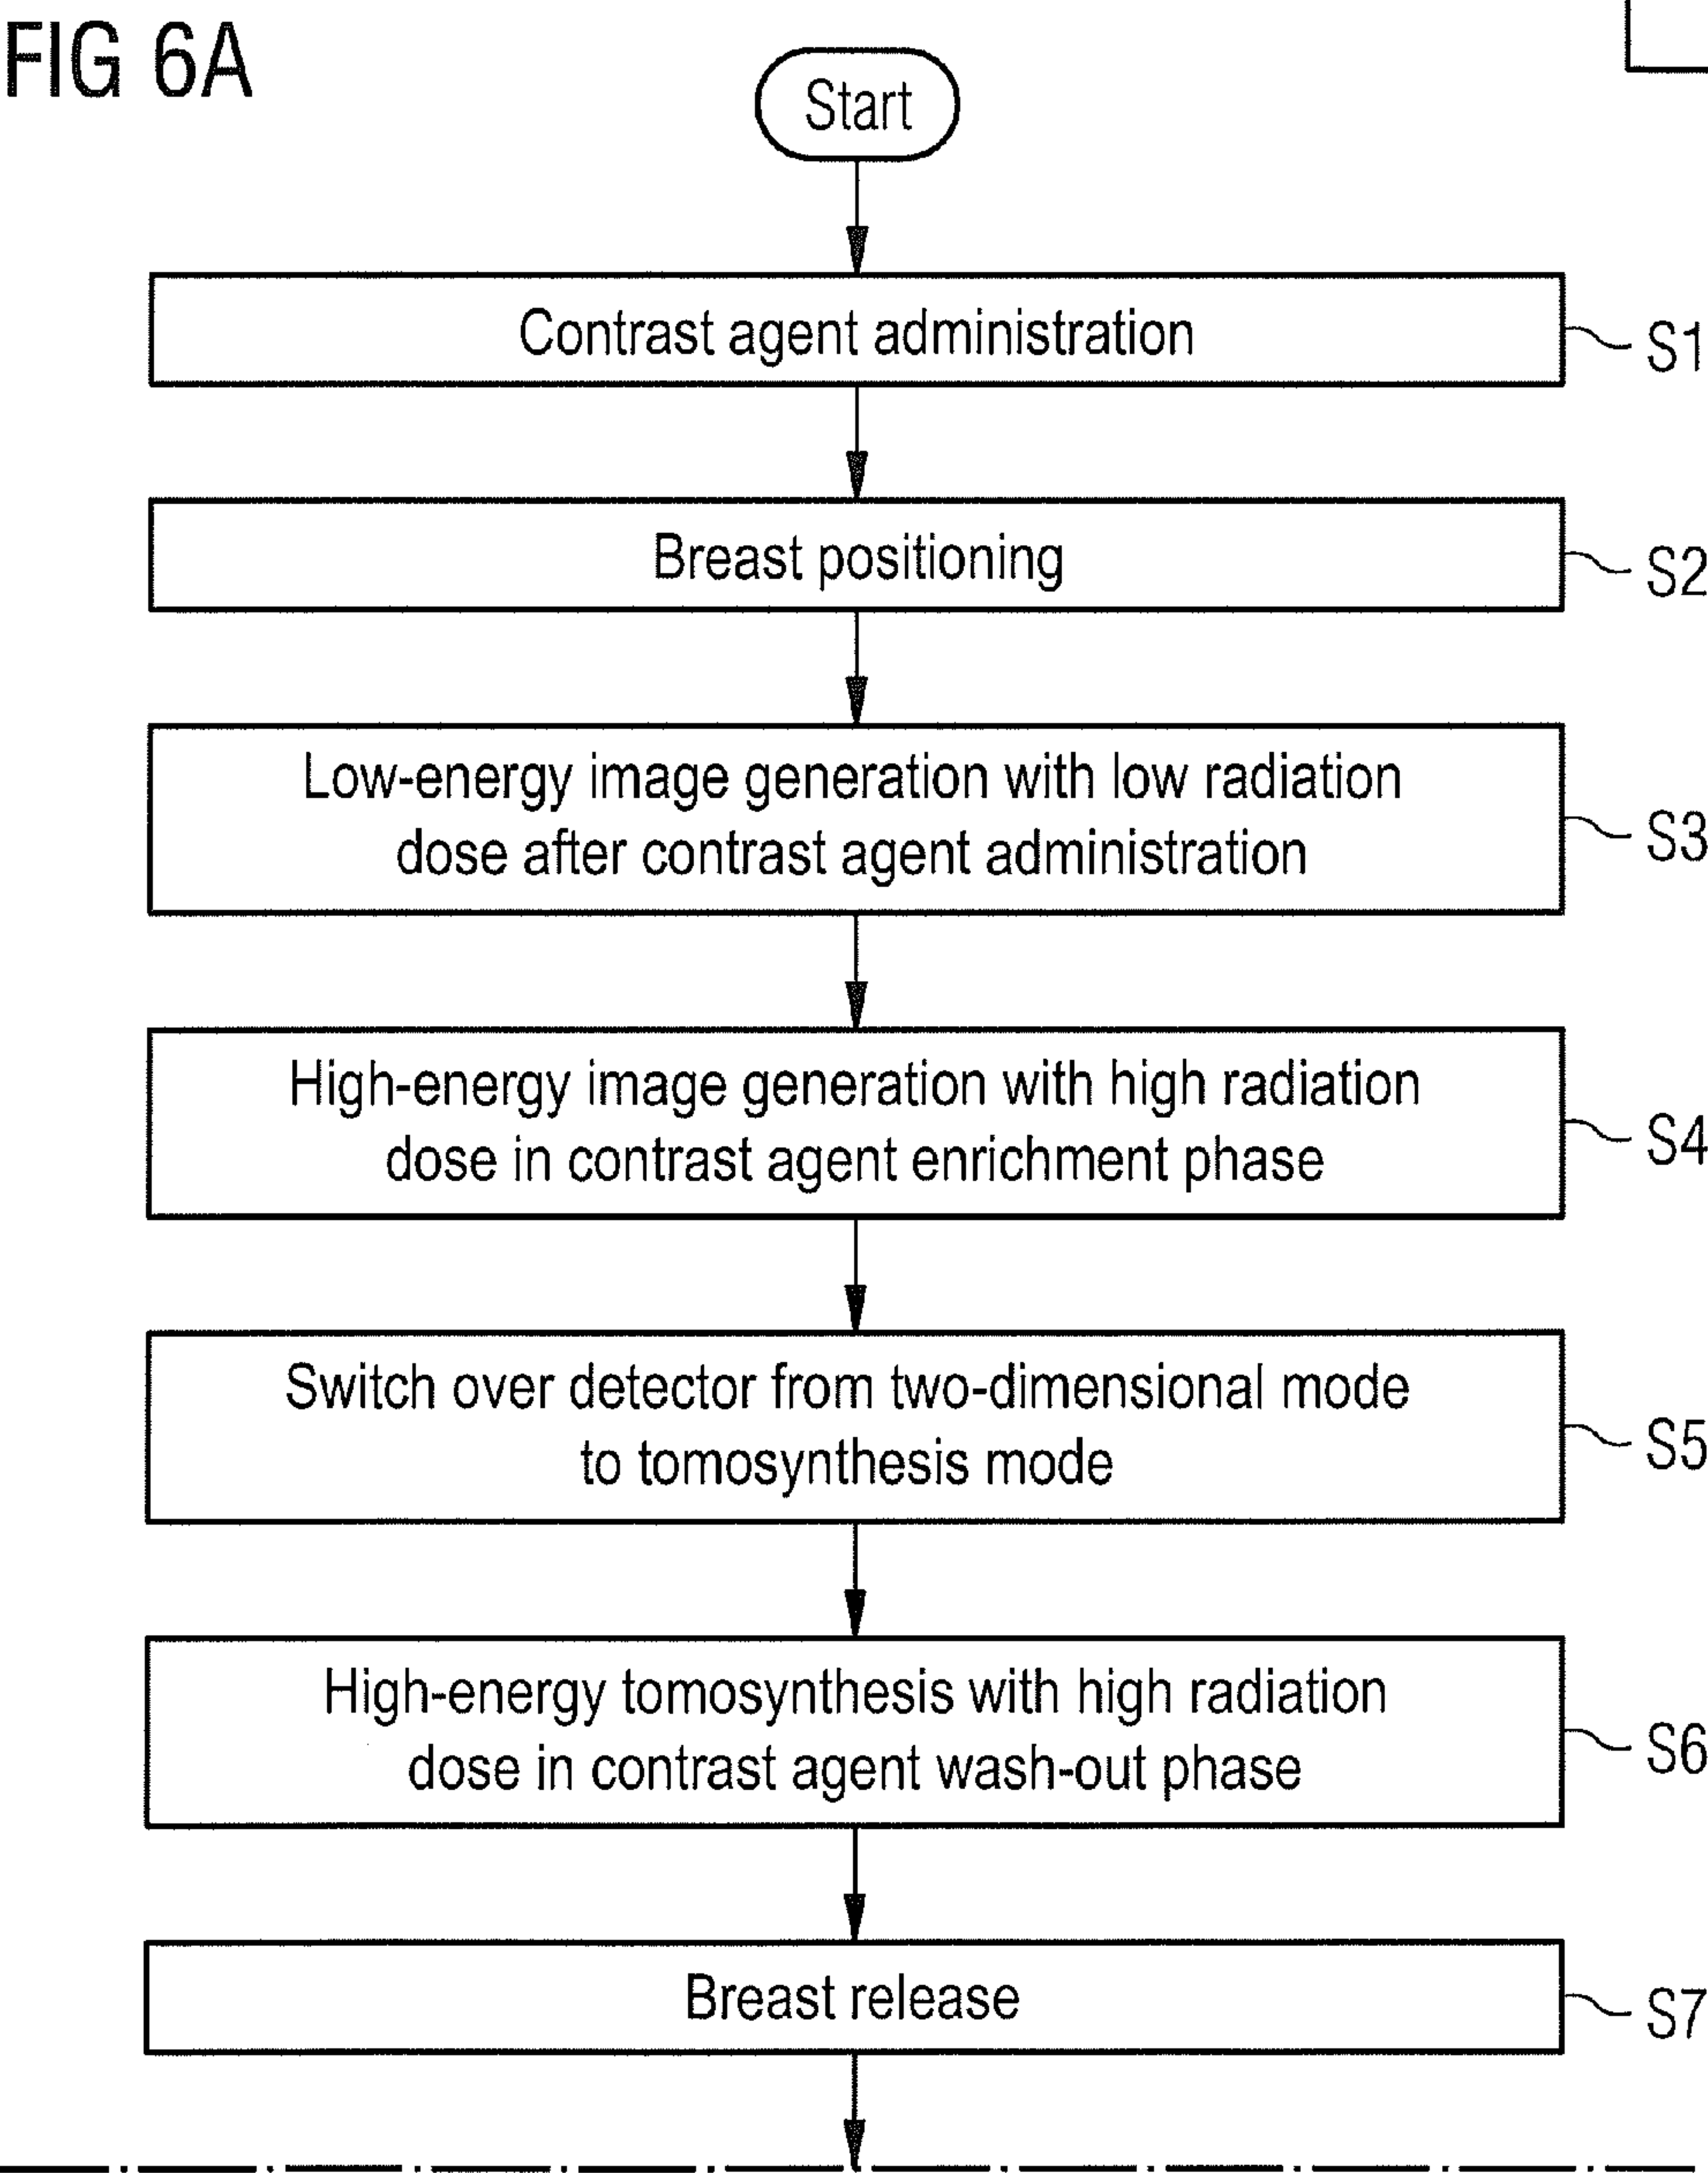 FIG 6A
Start
Contrast agent administration
S1
Breast positioning
S2
Low-energy image generation with low radiation
dose after contrast agent administration
S3
High-energy image generation with high radiation
dose in contrast agent enrichment phase
S4
Switch over detector from two-dimensional mode
to tomosynthesis mode
S5
High-energy tomosynthesis with high radiation
dose in contrast agent wash-out phase
S6
Breast release
S7